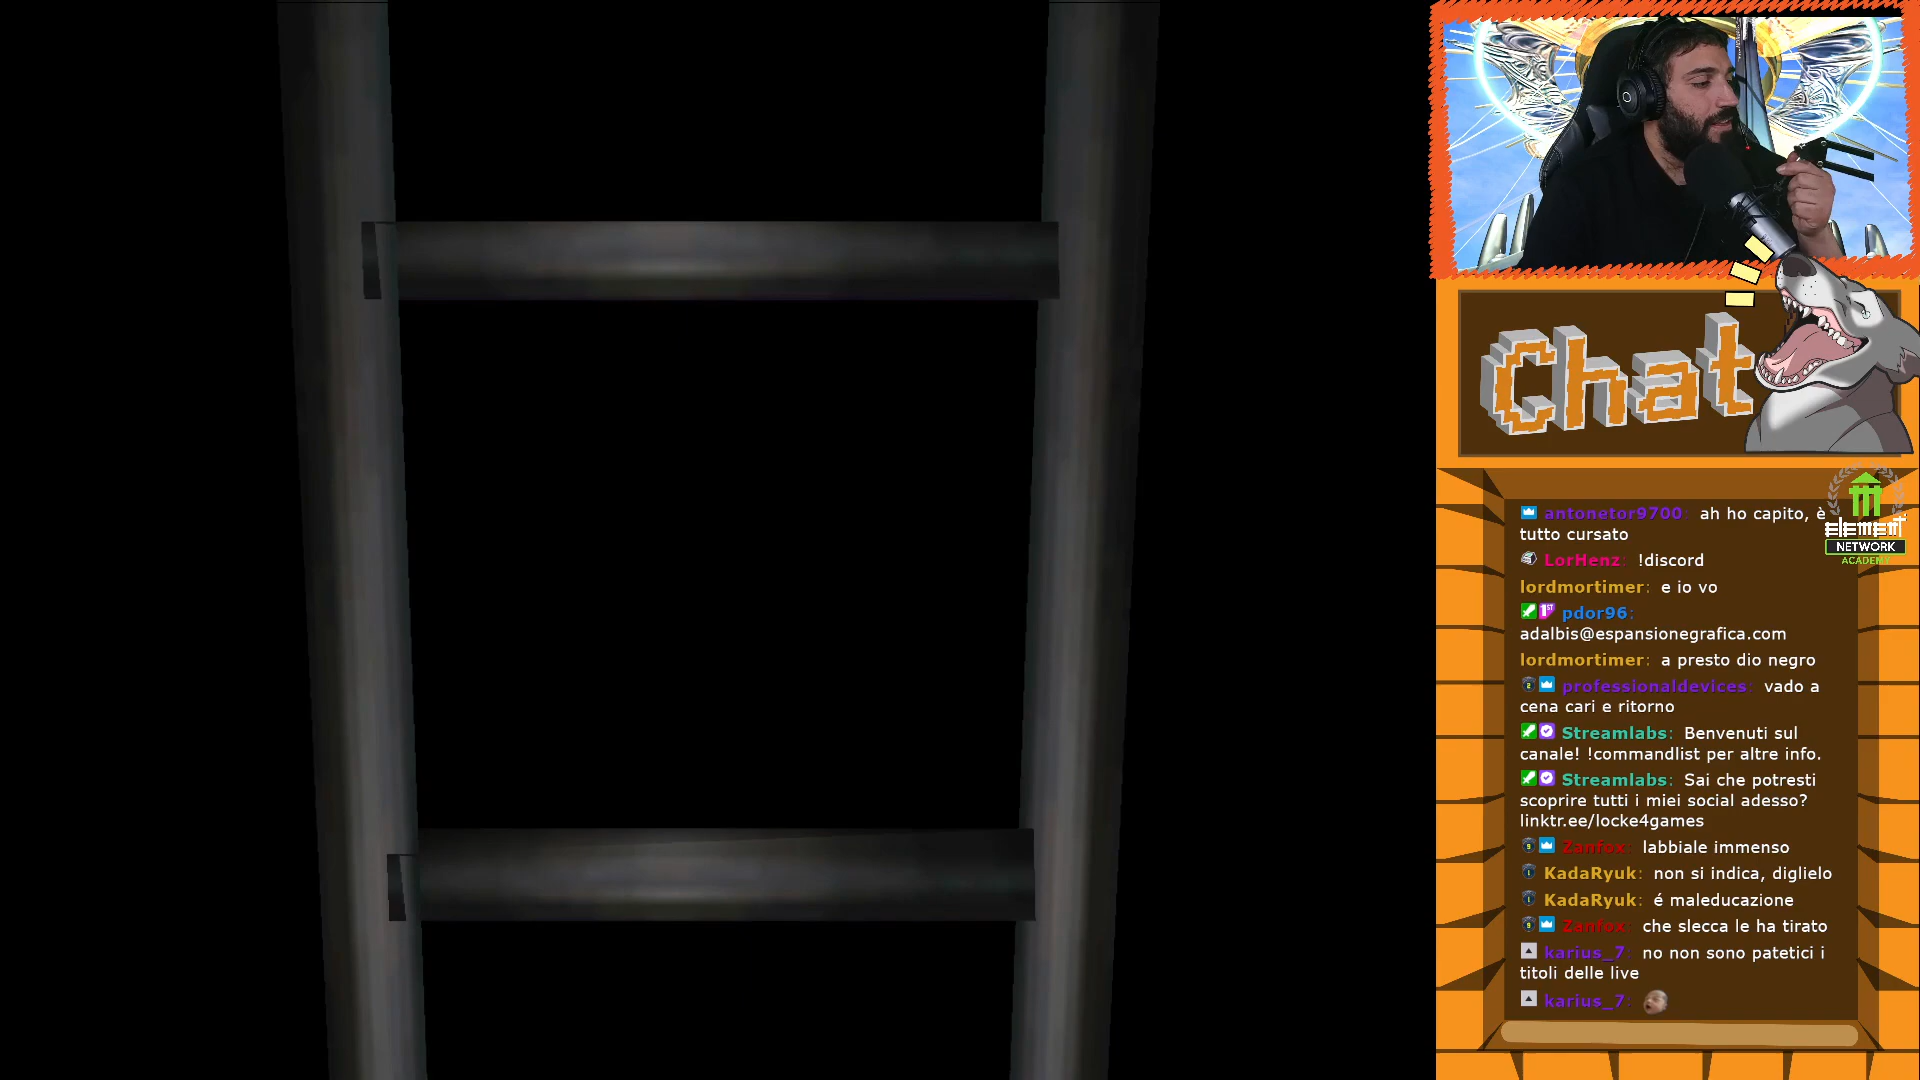 Chat
antonetor9700: ah ho capito, è
tutto cursato
LorHenz: !discord
lordmortimer: e io vo
pdor96:
adalbis@espansionegrafica.com
lordmortimer: a presto dio negro
professionaldevices: vado a
cena cari e ritorno
Streamlabs: Benvenuti sul
canale! !commandlist per altre info.
Streamlabs: Sai che potresti
scoprire tutti i miei social adesso?
linktr.ee/locke4games
Zanfox: labbiale immenso
KadaRyuk: non si indica, diglielo
KadaRyuk: é maleducazione
Zanfox: che slecca le ha tirato
karius_7: no non sono patetici i
titoli delle live
karius_7:
element
NETWORK
ACADEMY